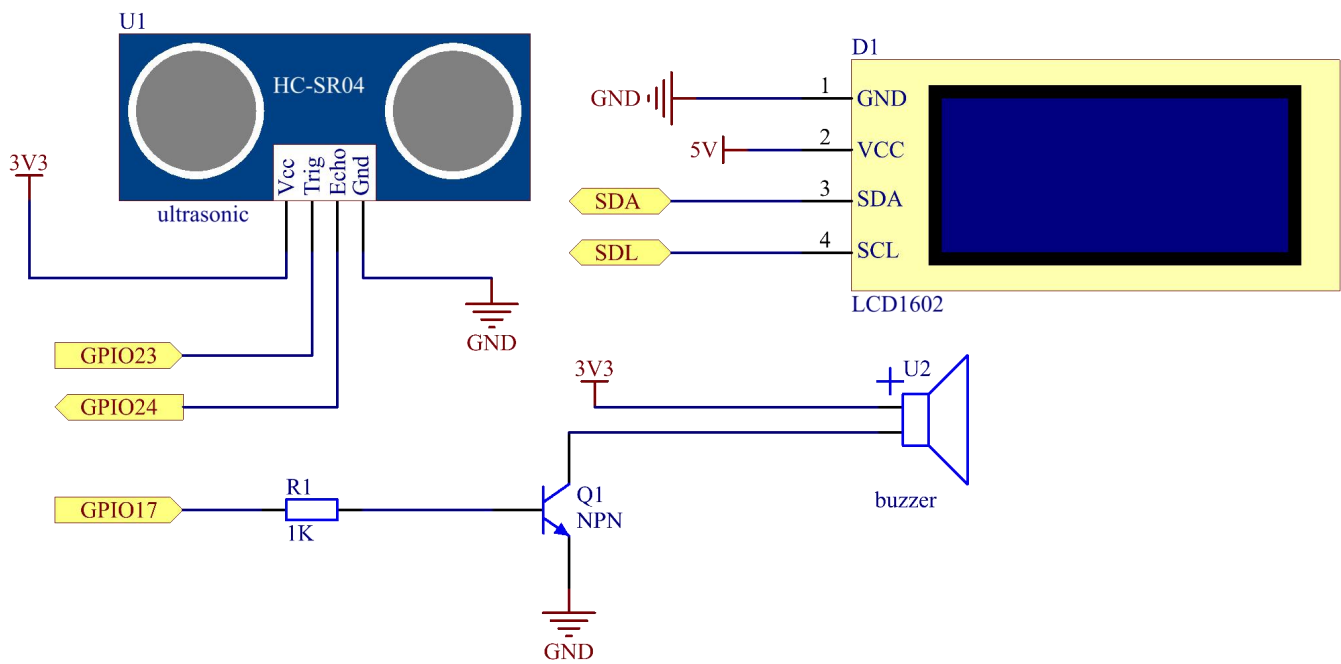 U1
HC-SR04
Vcc
Trig
Echo
Gnd
ultrasonic
3V3
GND
GPIO23
GPIO24
D1
GND
1
GND
5V
2
VCC
SDA
3
SDA
SDL
4
SCL
LCD1602
3V3
+
U2
buzzer
GPIO17
R1
1K
Q1
NPN
GND